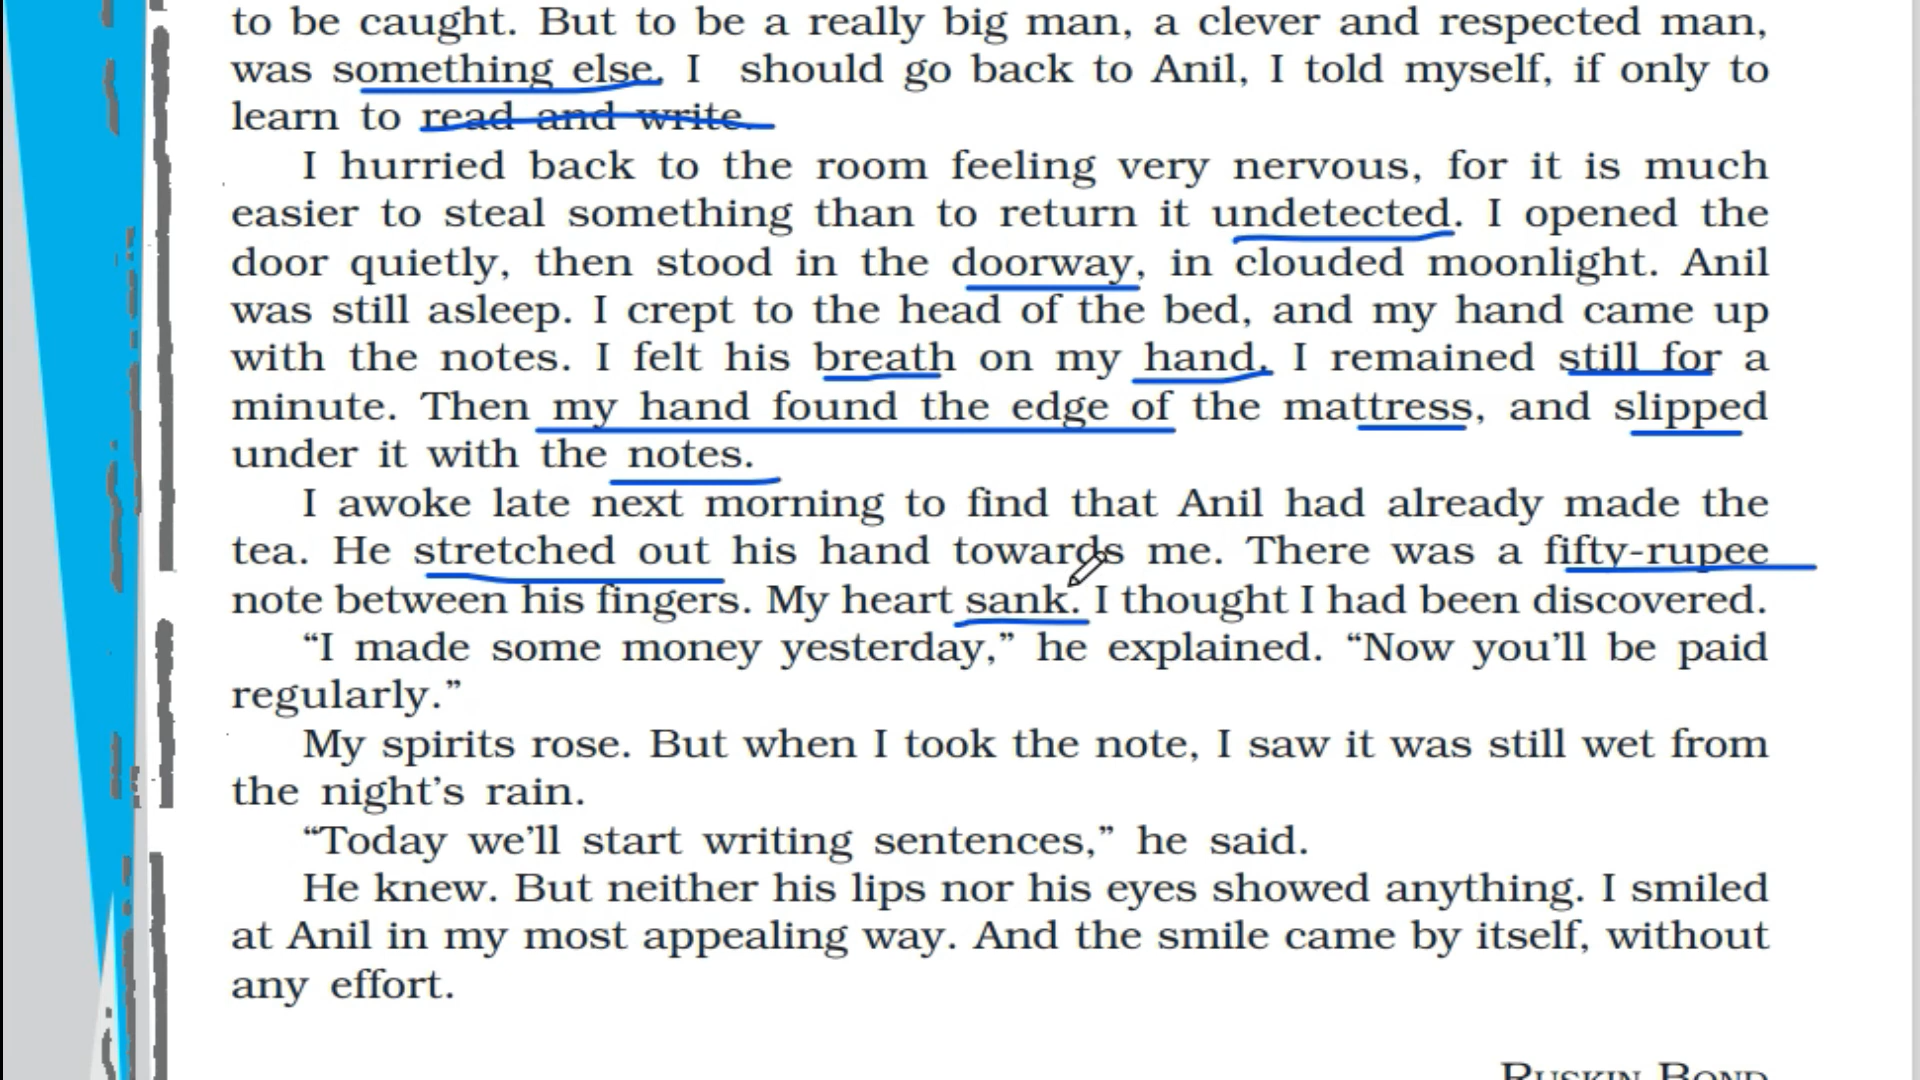 to be caught. But to be a really big man, a clever and respected man,
was something else. I should go back to Anil, I told myself, if only to
learn to read and write.
I hurried back to the room feeling very nervous, for it is much
easier to steal something than to return it undetected. I opened the
door quietly, then stood in the doorway, in clouded moonlight. Anil
was still asleep. I crept to the head of the bed, and my hand came up
with the notes. I felt his breath on my hand. I remained still for a
minute. Then my hand found the edge of the mattress, and slipped
under it with the notes.
I awoke late next morning to find that Anil had already made the
tea. He stretched out his hand towards me. There was a fifty-rupee
note between his fingers. My heart sank. I thought I had been discovered.
“I made some money yesterday,” he explained. “Now you’ll be paid
regularly.”
My spirits rose. But when I took the note, I saw it was still wet from
the night’s rain.
“Today we’ll start writing sentences,” he said.
He knew. But neither his lips nor his eyes showed anything. I smiled
at Anil in my most appealing way. And the smile came by itself, without
any effort.
RUSKIN BOND